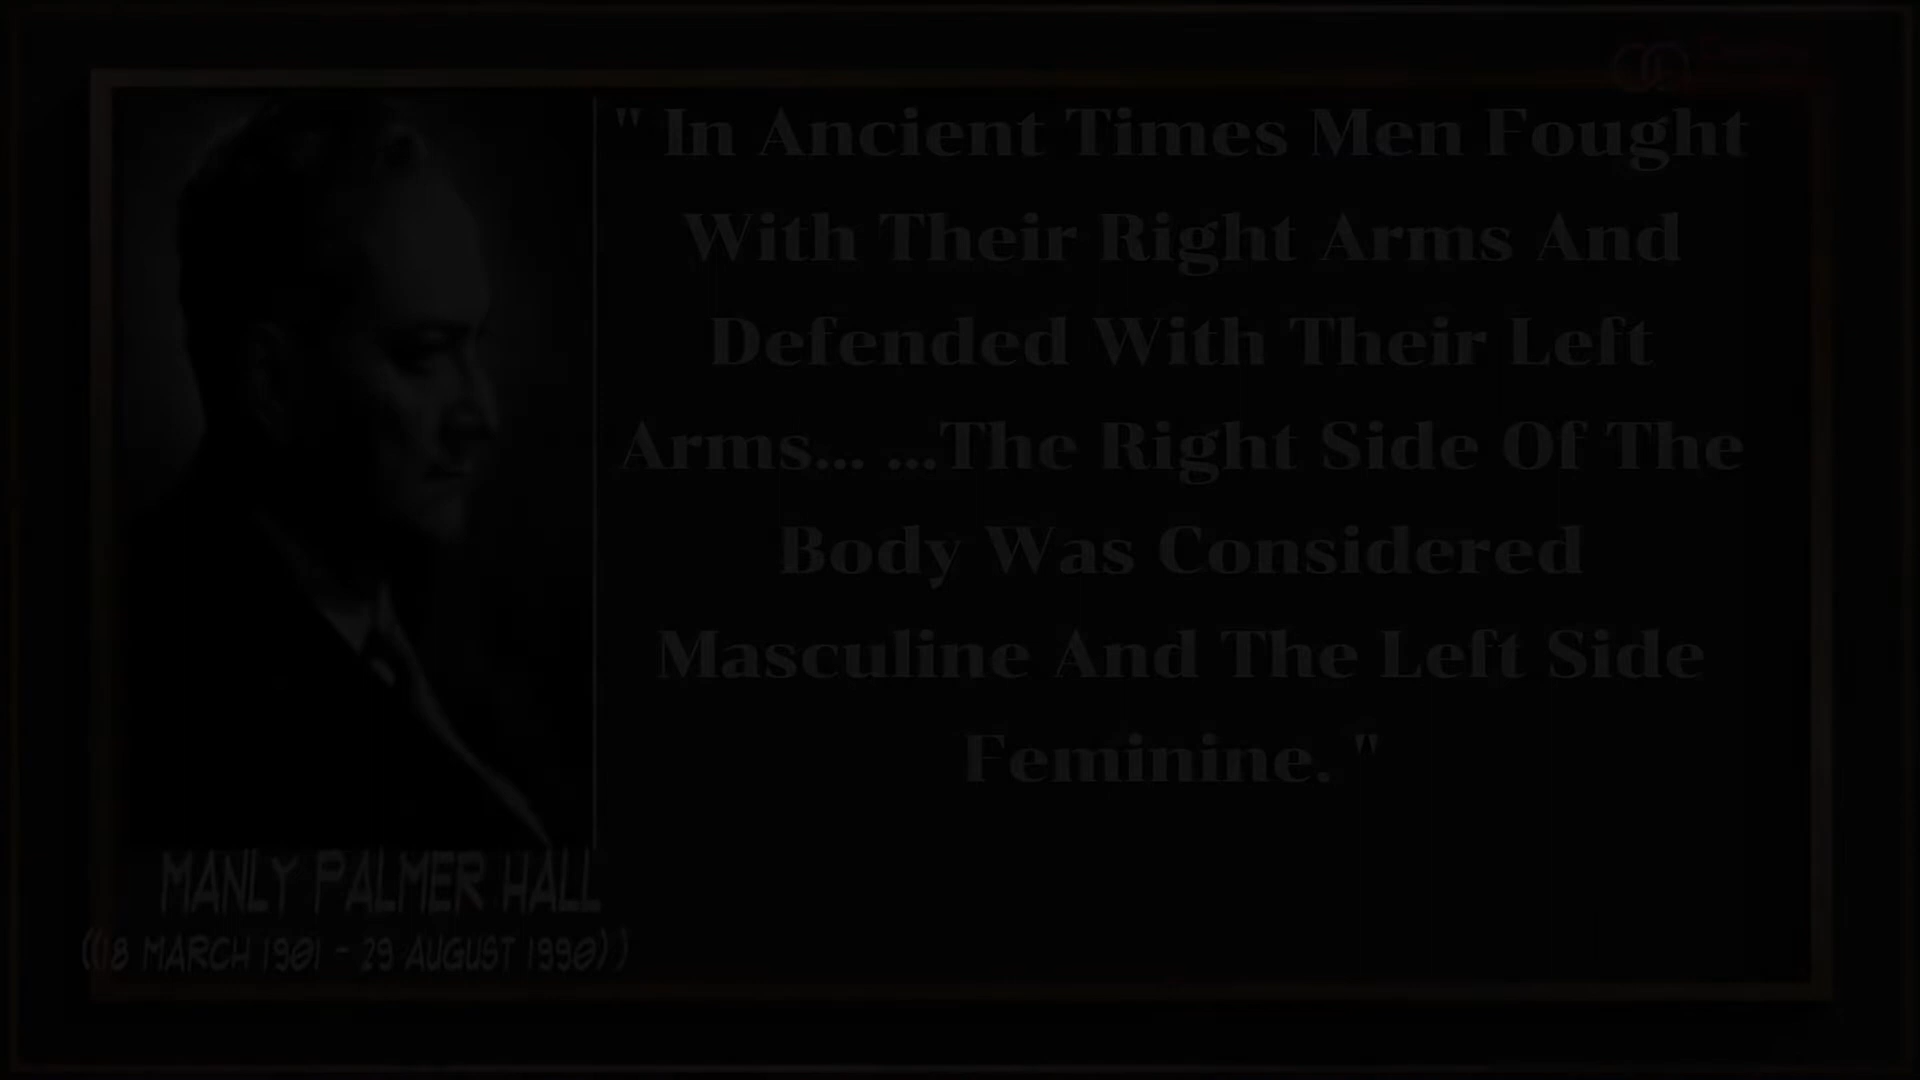 " In Ancient Times Men Fought
With Their Right Arms And
Defended With Their Left
Arms... ...The Right Side Of The
Body Was Considered
Masculine And The Left Side
Feminine. "
MANLY PALMER HALL
((18 MARCH 1901 - 29 AUGUST 1990))